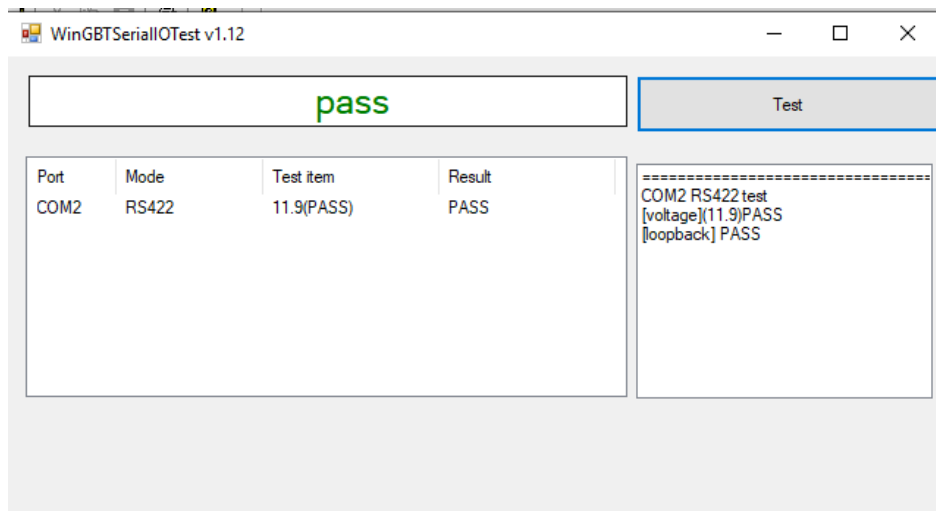 WinGBTSerialIOTest v1.12
pass
Test
Port Mode Test item Result
COM2 RS422 11.9(PASS) PASS
==================================
COM2 RS422 test
[voltage](11.9)PASS
[loopback] PASS